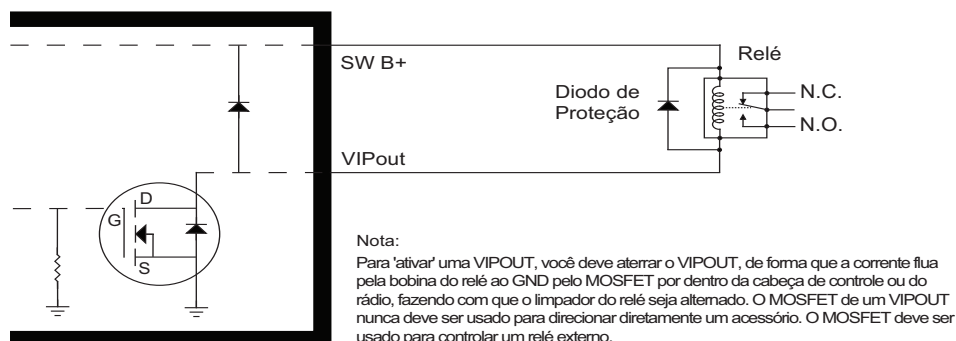 SW B+
Relé
Diodo de
Proteção
N.C.
N.O.
VIPout
D
G
S
Nota:
Para 'ativar' uma VIPOUT, você deve aterrar o VIPOUT, de forma que a corrente flua
pela bobina do relé ao GND pelo MOSFET por dentro da cabeça de controle ou do
rádio, fazendo com que o limpador do relé seja alternado. O MOSFET de um VIPOUT
nunca deve ser usado para direcionar diretamente um acessório. O MOSFET deve ser
usado para controlar um relé externo.